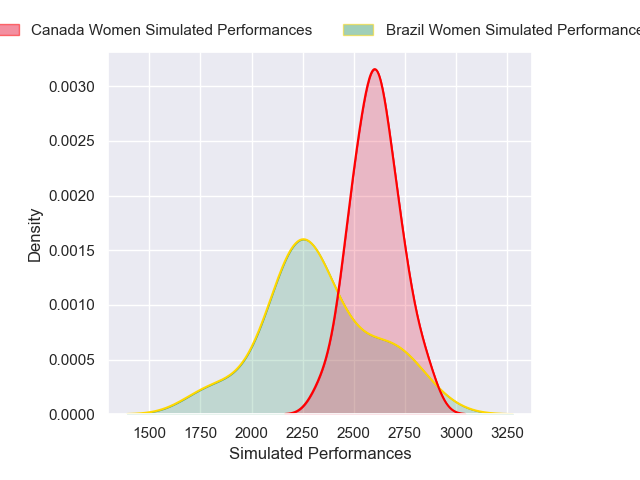 Canada Women Simulated Performances Brazil Women Simulated Performance
0.0030
0.0025
0.0020
0.0015
0.0010
0.0005
0.0000
Density
1500 1750 2000 2250 2500 2750 3000 3250
Simulated Performances